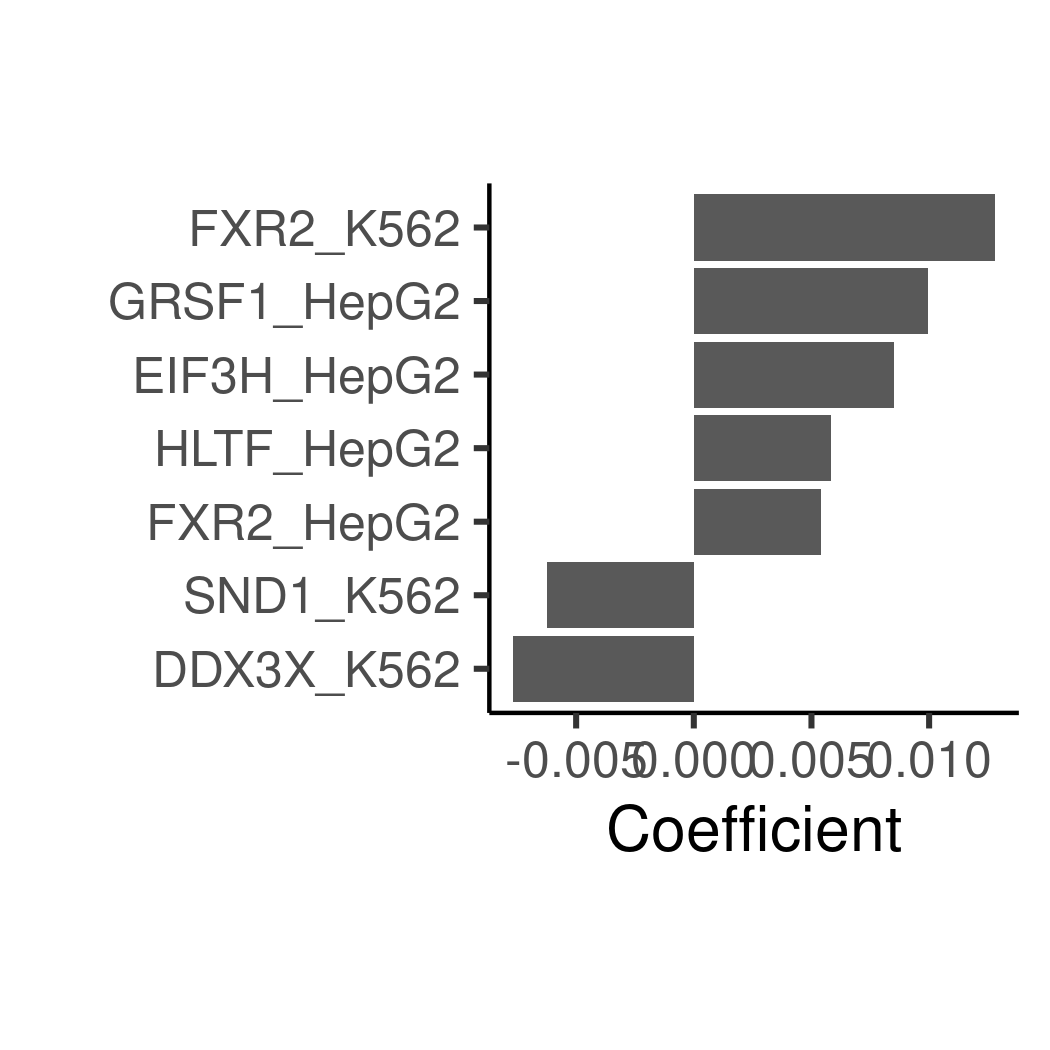 FXR2_K562
GRSF1_HepG2
EIF3H_HepG2
HLTF_HepG2
FXR2_HepG2
SND1_K562
DDX3X_K562
-0.005 0.000 0.005 0.010
Coefficient